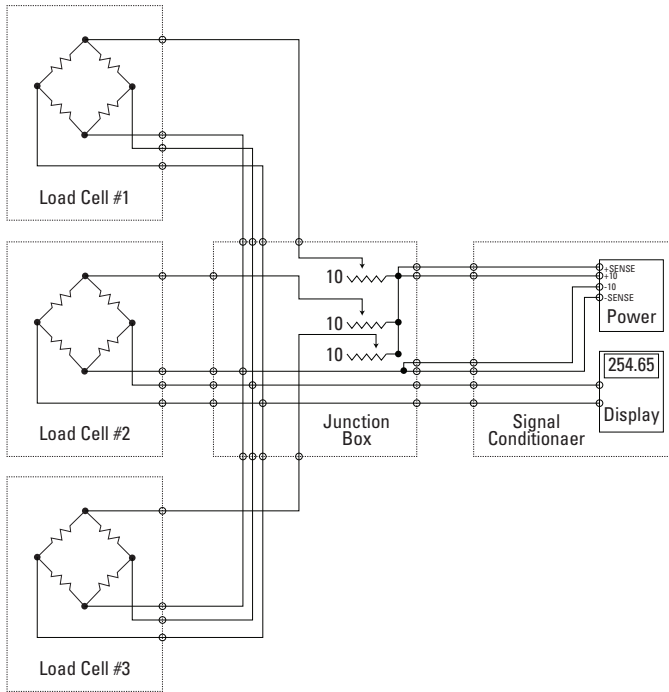 Load Cell #1
10
10
10
+SENSE
+10
-10
-SENSE
Power
254.65
Display
Junction
Box
Signal
Conditionaer
Load Cell #2
Load Cell #3